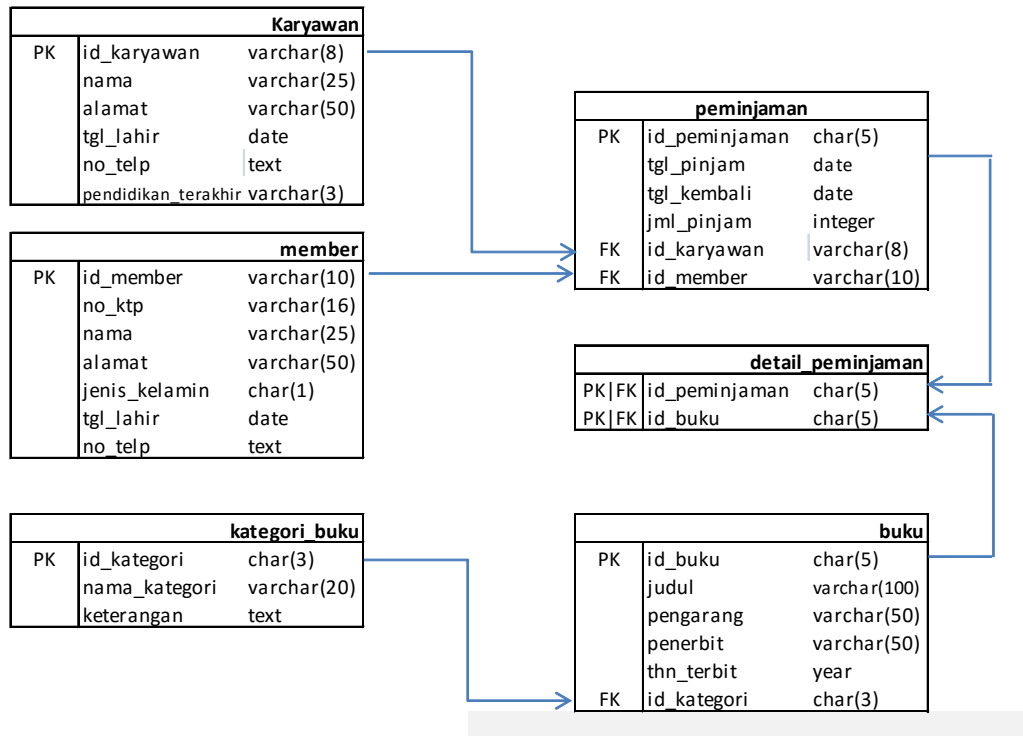 Karyawan
PK id_karyawan varchar(8)
nama varchar(25)
alamat varchar(50)
tgl_lahir date
no_telp text
pendidikan_terakhir varchar(3)
member
PK id_member varchar(10)
no_ktp varchar(16)
nama varchar(25)
alamat varchar(50)
jenis_kelamin char(1)
tgl_lahir date
no_telp text
kategori_buku
PK id_kategori char(3)
nama_kategori varchar(20)
keterangan text
peminjaman
PK id_peminjaman char(5)
tgl_pinjam date
tgl_kembali date
jml_pinjam integer
FK id_karyawan varchar(8)
FK id_member varchar(10)
detail_peminjaman
PK|FK id_peminjaman char(5)
PK|FK id_buku char(5)
buku
PK id_buku char(5)
judul varchar(100)
pengarang varchar(50)
penerbit varchar(50)
thn_terbit year
FK id_kategori char(3)